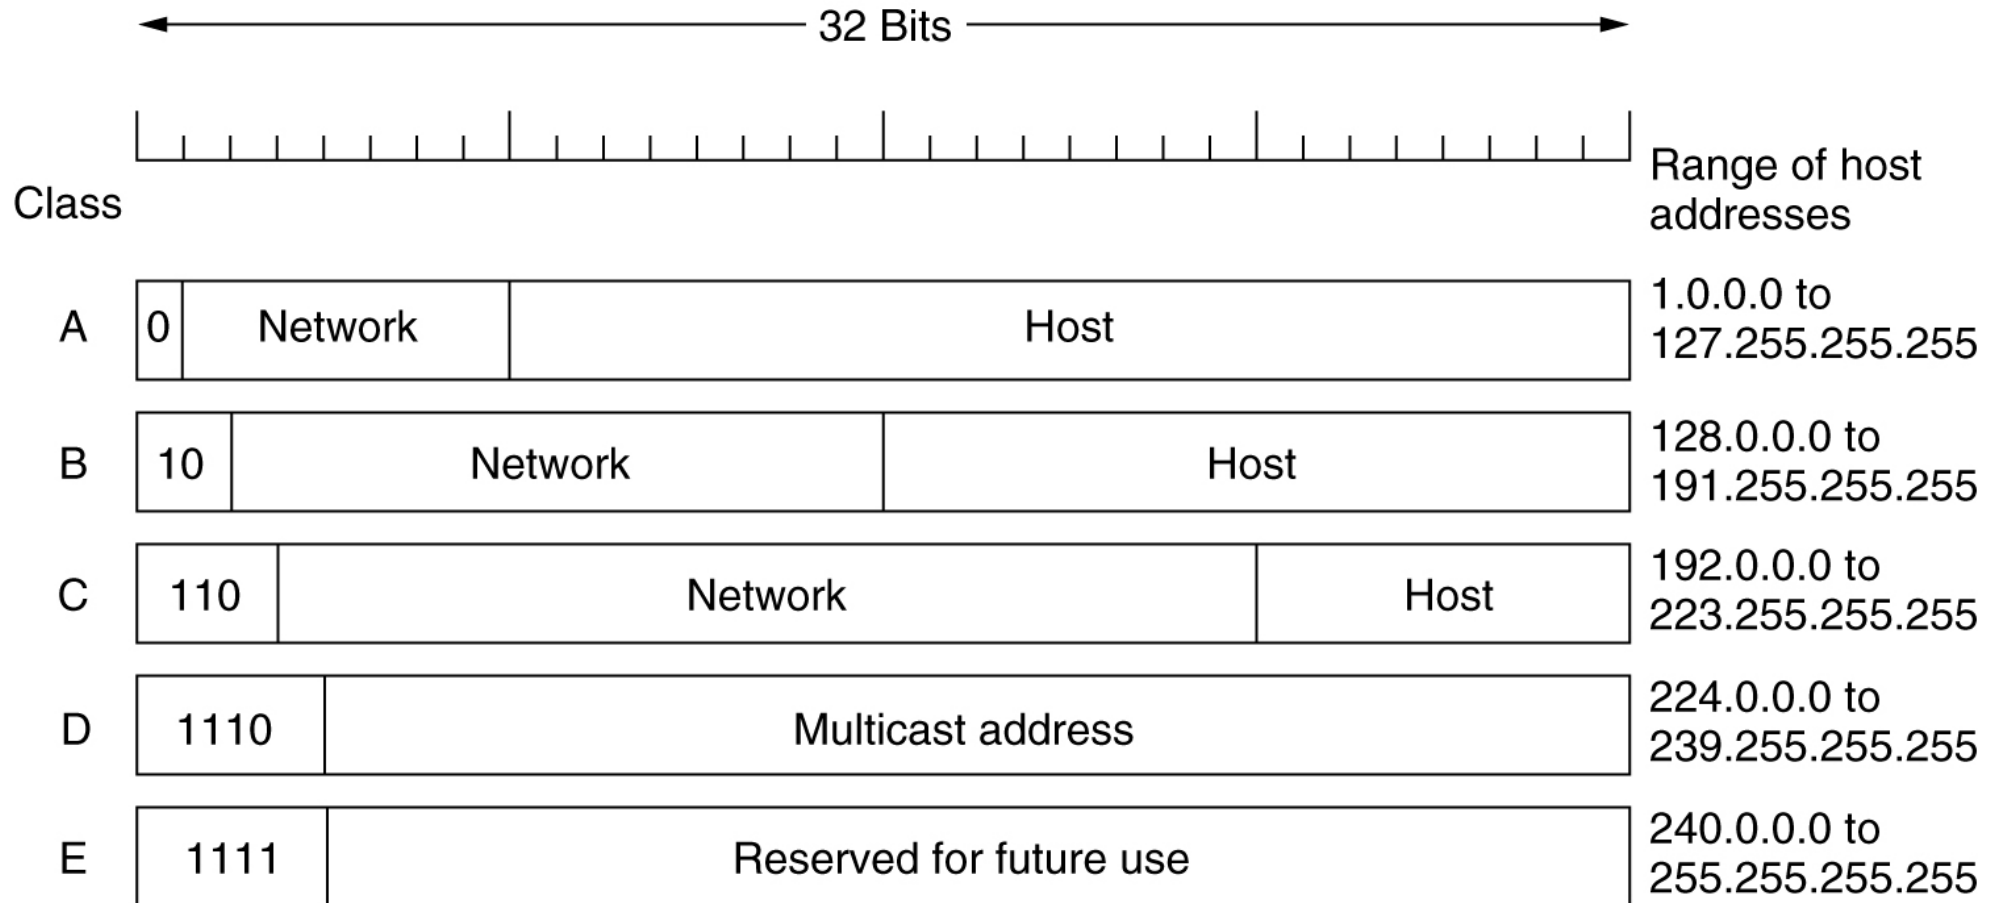 32 Bits
Range of host
addresses
Class
A
0
Network
Host
1.0.0.0 to
127.255.255.255
B
10
Network
Host
128.0.0.0 to
191.255.255.255
C
110
Network
Host
192.0.0.0 to
223.255.255.255
D
1110
Multicast address
224.0.0.0 to
239.255.255.255
E
1111
Reserved for future use
240.0.0.0 to
255.255.255.255